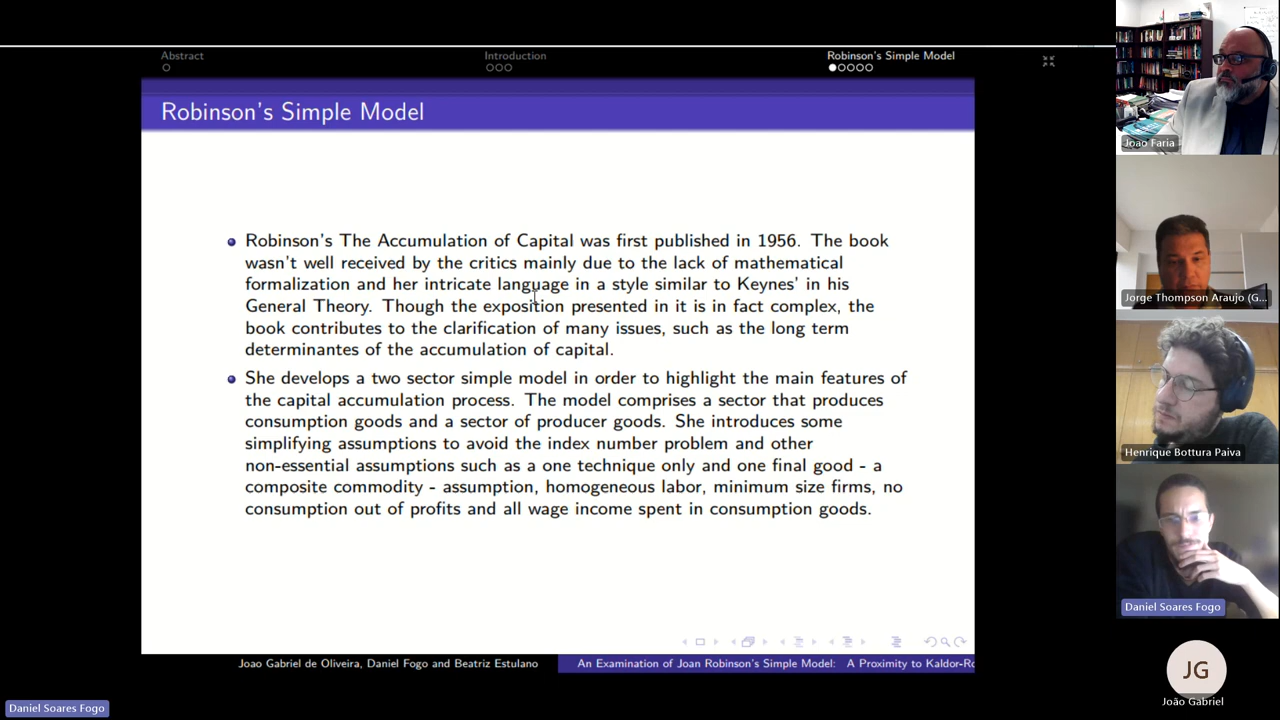 Abstract
Introduction
Robinson's Simple Model
Robinson's Simple Model
Robinson's The Accumulation of Capital was first published in 1956. The book
wasn't well received by the critics mainly due to the lack of mathematical
formalization and her intricate language in a style similar to Keynes' in his
General Theory. Though the exposition presented in it is in fact complex, the
book contributes to the clarification of many issues, such as the long term
determinantes of the accumulation of capital.
She develops a two sector simple model in order to highlight the main features of
the capital accumulation process. The model comprises a sector that produces
consumption goods and a sector of producer goods. She introduces some
simplifying assumptions to avoid the index number problem and other
non-essential assumptions such as a one technique only and one final good - a
composite commodity - assumption, homogeneous labor, minimum size firms, no
consumption out of profits and all wage income spent in consumption goods.
Joao Gabriel de Oliveira, Daniel Fogo and Beatriz Estulano
An Examination of Joan Robinson's Simple Model: A Proximity to Kaldor-Ro
Joao Faria
Jorge Thompson Araujo (G...
Henrique Bottura Paiva
Daniel Soares Fogo
JG
João Gabriel
Daniel Soares Fogo